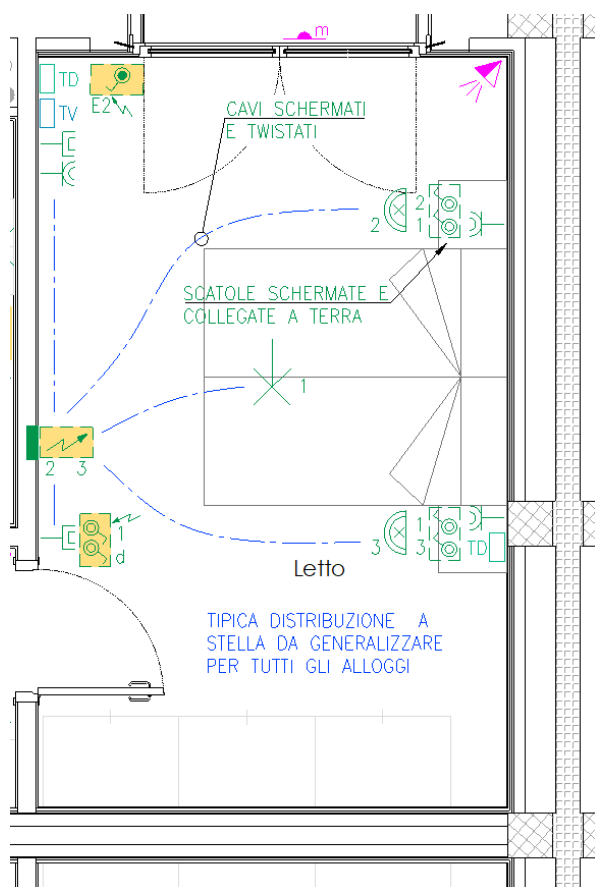 m
TD
E2
TV
CAVI SCHERMATI
E TWISTATI
2
2
1
SCATOLE SCHERMATE E
COLLEGATE A TERRA
1
2 3
1
d
3
1
3
TD
Letto
TIPICA DISTRIBUZIONE A
STELLA DA GENERALIZZARE
PER TUTTI GLI ALLOGGI